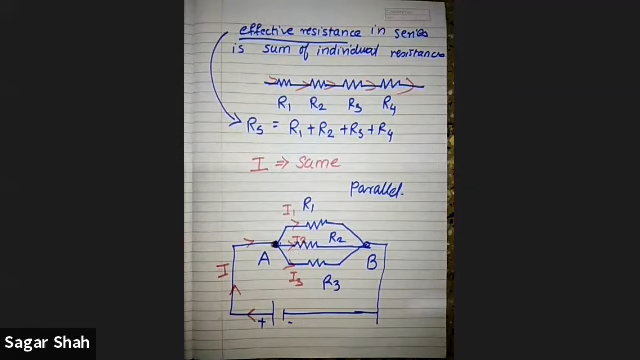 effective resistance in series
is sum of individual resistance
R1 R2 R3 R4
RS = R1 + R2 + R3 + R4
I ⇒ same
Parallel.
I1 R1
I2 R2
A B
I
I3 R3
+ -
Sagar Shah